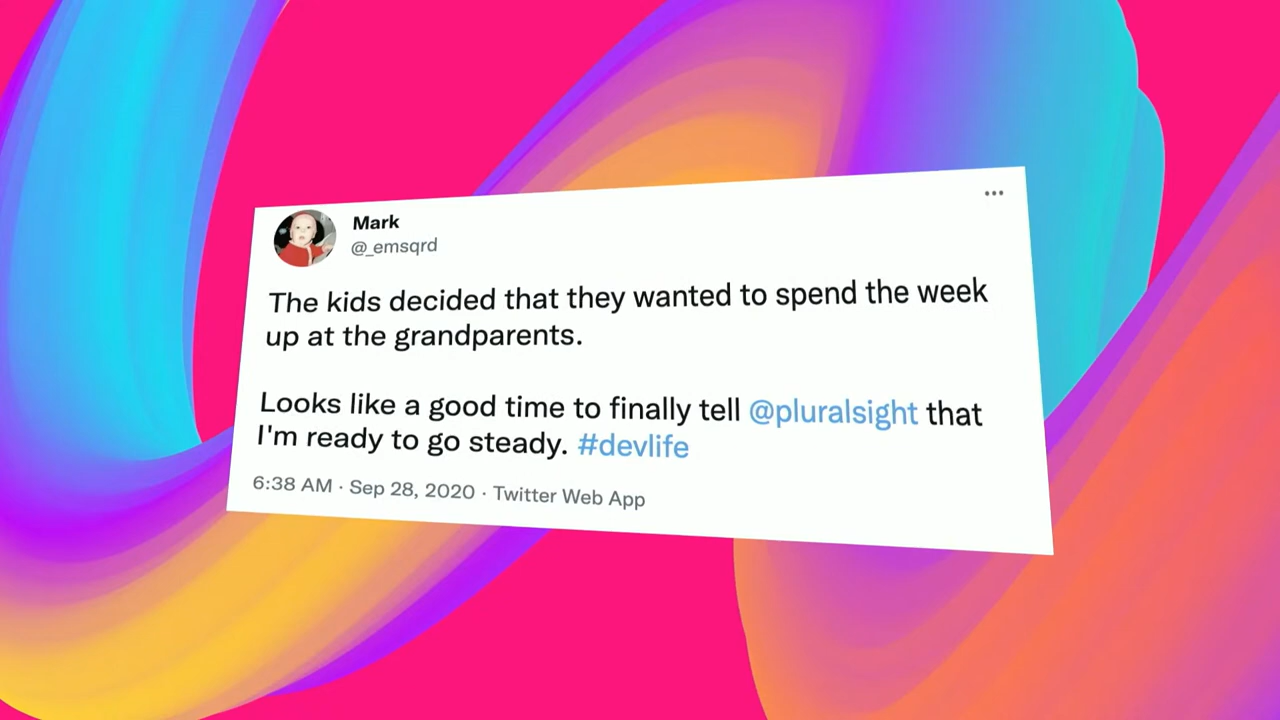 Mark
@_emsqrd
The kids decided that they wanted to spend the week
up at the grandparents.
Looks like a good time to finally tell @pluralsight that
I'm ready to go steady. #devlife
6:38 AM · Sep 28, 2020 · Twitter Web App